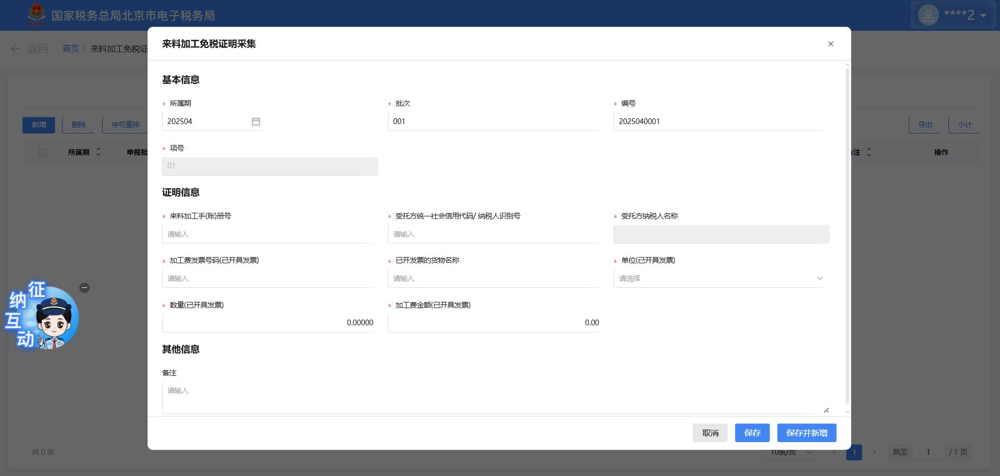 国家税务总局北京市电子税务局
****2
返回 首页 > 来料加工免税证
来料加工免税证明采集
×
基本信息
* 所属期 * 批次 * 编号
202504 001 2025040001
* 项号
01
证明信息
* 来料加工手(账)册号 * 受托方统一社会信用代码/ 纳税人识别号 * 受托方纳税人名称
请输入 请输入
* 加工费发票号码(已开具发票) * 已开发票的货物名称 * 单位(已开具发票)
请输入 请输入 请选择
* 数量(已开具发票) * 加工费金额(已开具发票)
0.00000 0.00
其他信息
备注
请输入
取消 保存 保存并新增
新增 删除 序号重排 导出 小计
所属期 申报批 注 操作
征
纳
互
动
共 0 条 10条/页 < 1 > 跳至 1 / 1 页